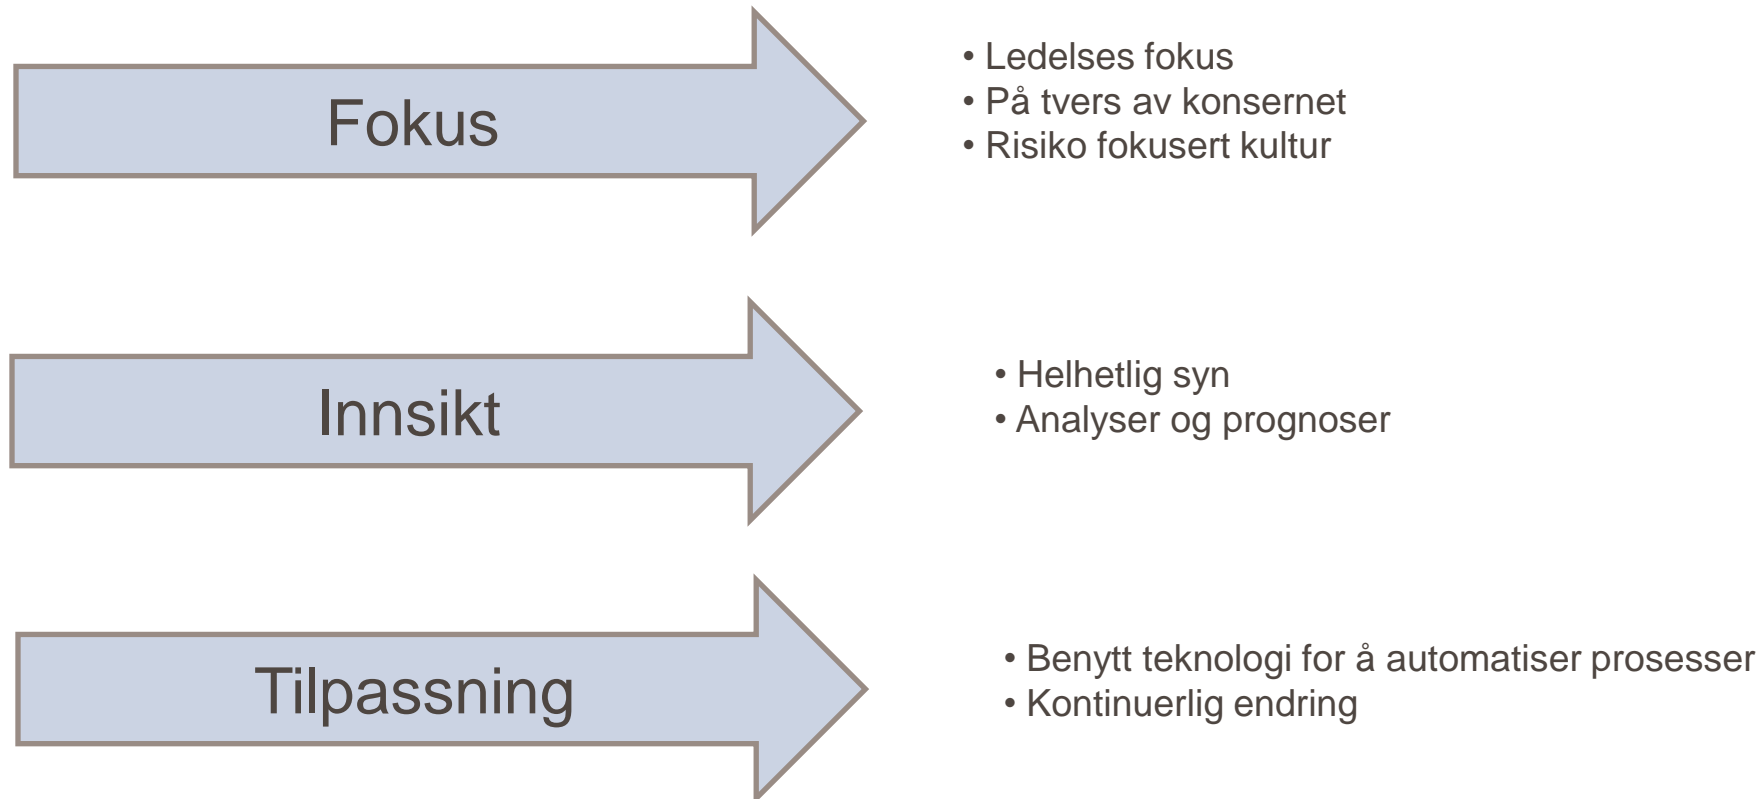 Fokus
• Ledelses fokus
• På tvers av konsernet
• Risiko fokusert kultur
Innsikt
• Helhetlig syn
• Analyser og prognoser
Tilpassning
• Benytt teknologi for å automatiser prosesser
• Kontinuerlig endring